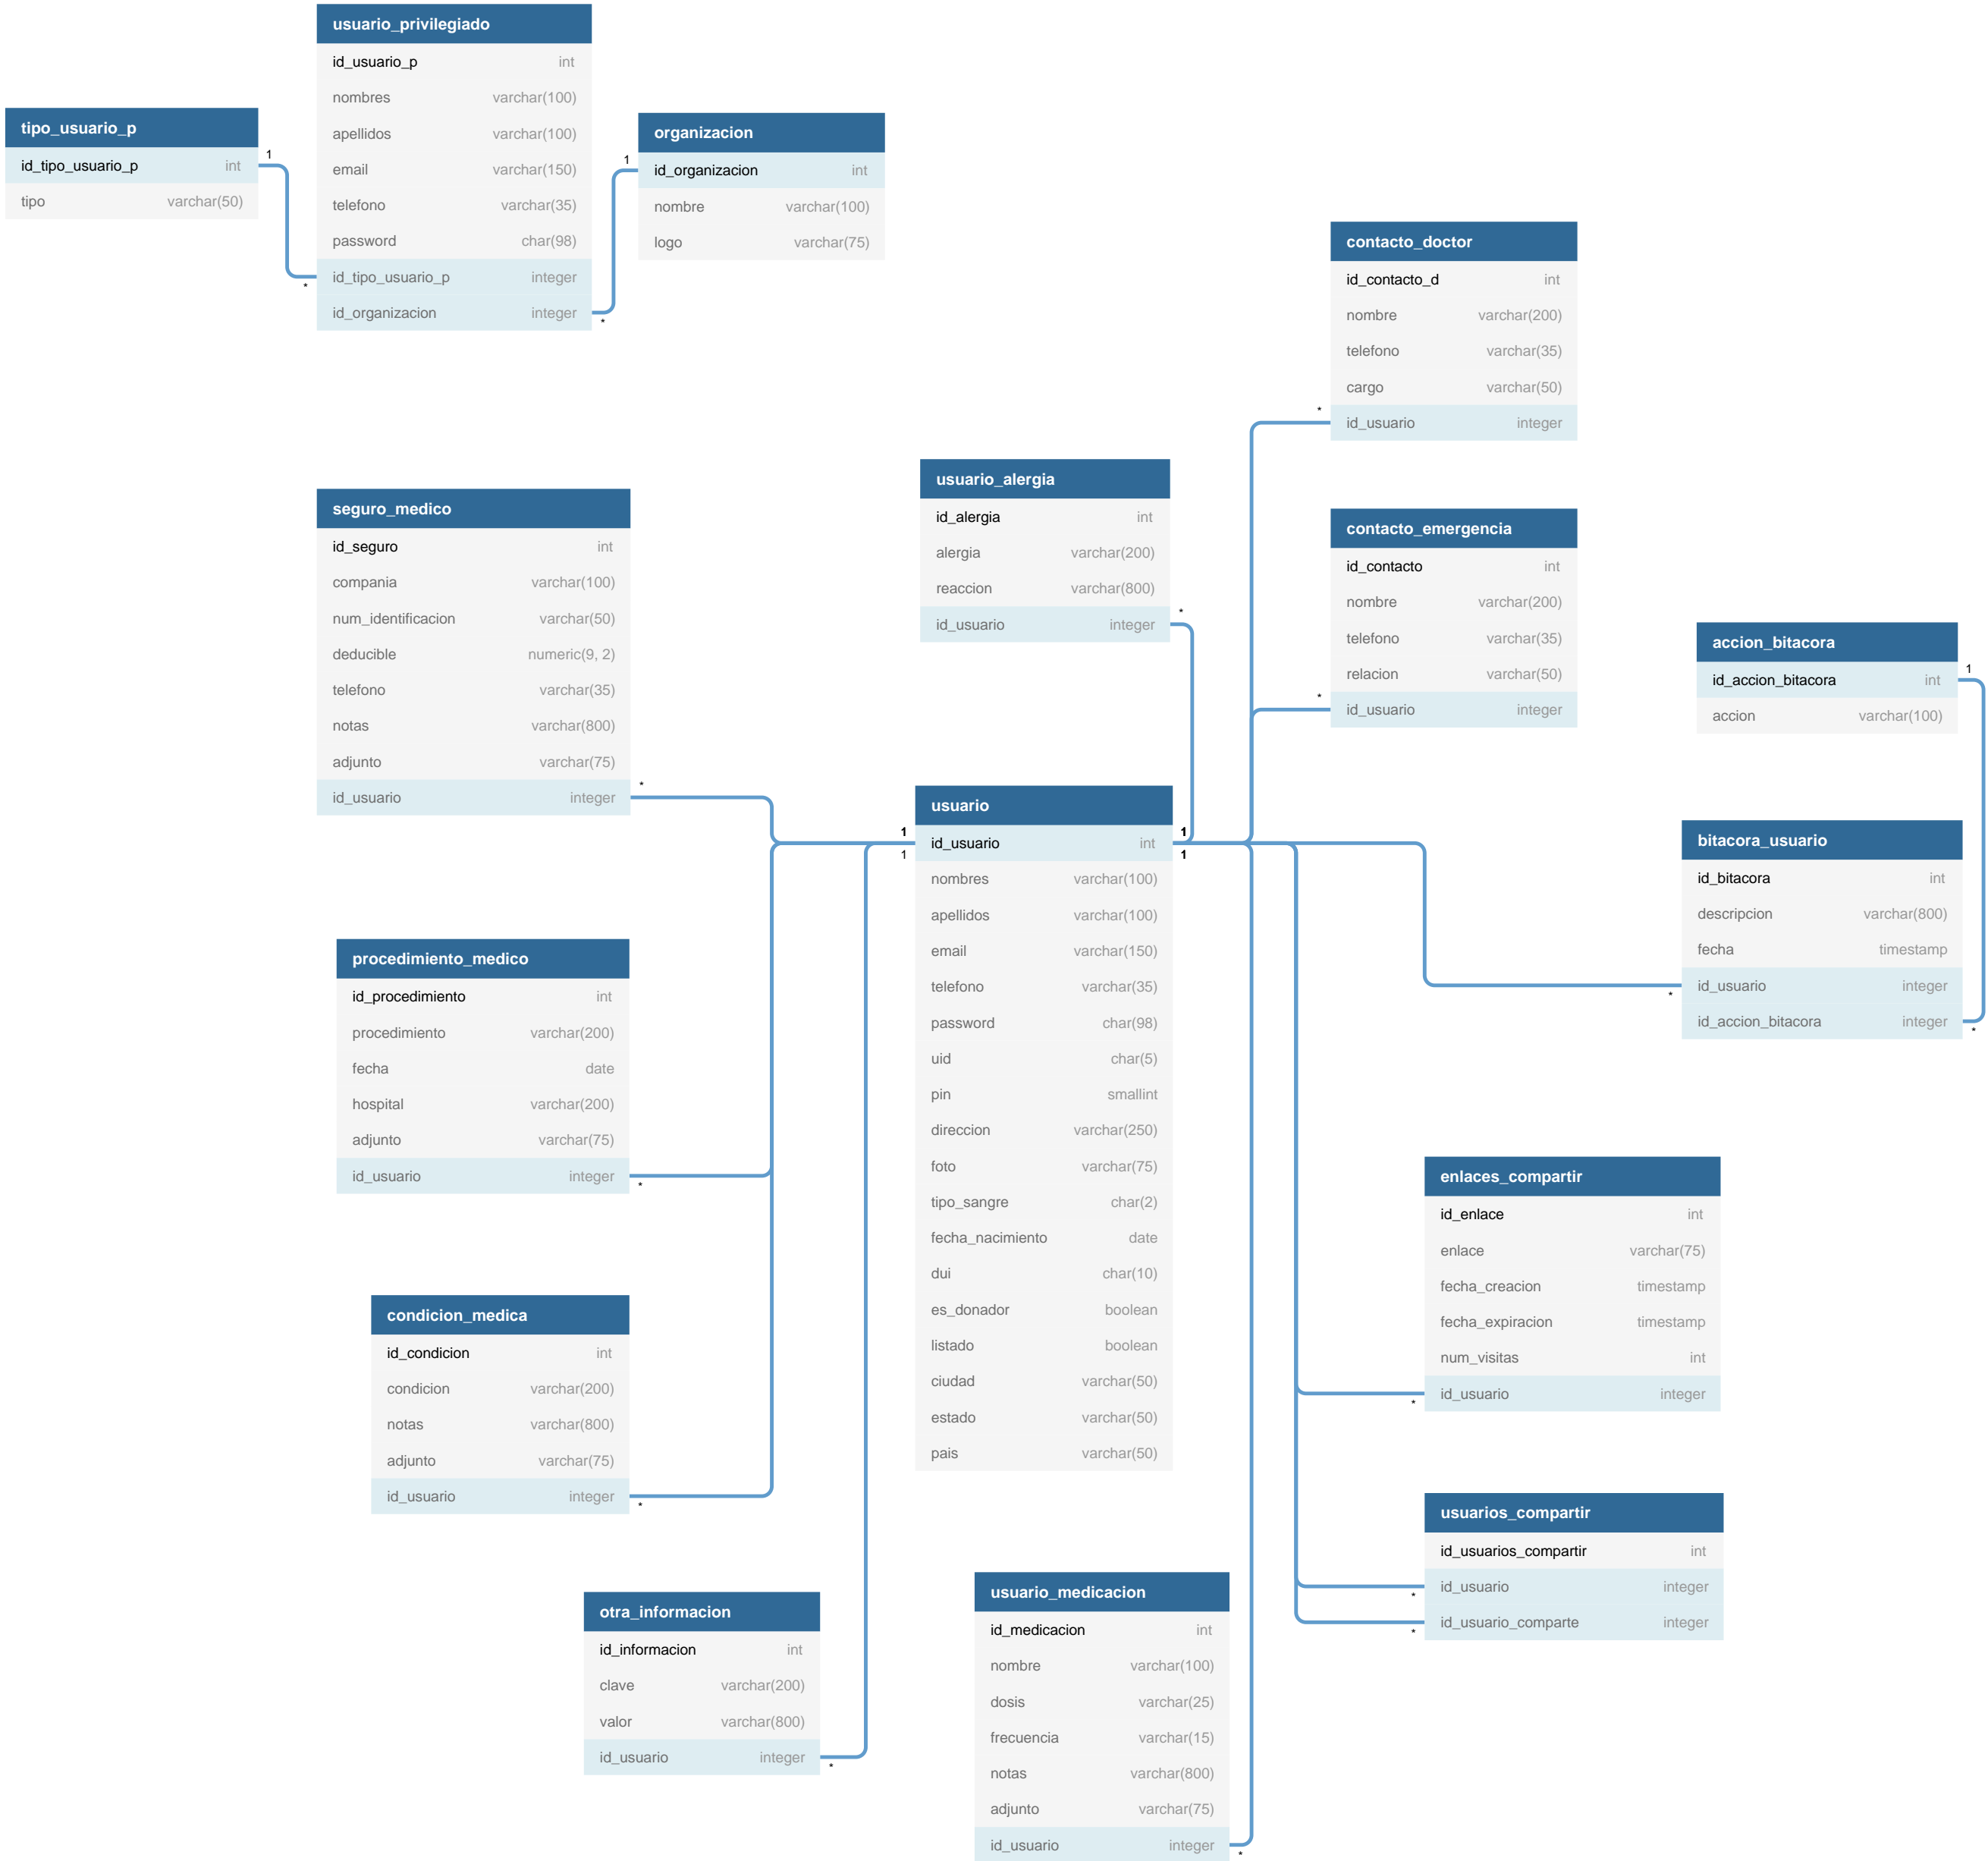 usuario_privilegiado
id_usuario_p int
nombres varchar(100)
apellidos varchar(100)
email varchar(150)
telefono varchar(35)
password char(98)
id_tipo_usuario_p integer
*
id_organizacion integer
*
tipo_usuario_p
id_tipo_usuario_p int
1
tipo varchar(50)
organizacion
1
id_organizacion int
nombre varchar(100)
logo varchar(75)
contacto_doctor
id_contacto_d int
nombre varchar(200)
telefono varchar(35)
cargo varchar(50)
*
id_usuario integer
usuario_alergia
id_alergia int
alergia varchar(200)
reaccion varchar(800)
*
id_usuario integer
seguro_medico
id_seguro int
compania varchar(100)
num_identificacion varchar(50)
deducible numeric(9, 2)
telefono varchar(35)
notas varchar(800)
adjunto varchar(75)
*
id_usuario integer
contacto_emergencia
id_contacto int
nombre varchar(200)
telefono varchar(35)
relacion varchar(50)
*
id_usuario integer
accion_bitacora
1
id_accion_bitacora int
accion varchar(100)
usuario
1 1
id_usuario int
1 1
nombres varchar(100)
apellidos varchar(100)
email varchar(150)
telefono varchar(35)
password char(98)
uid char(5)
pin smallint
direccion varchar(250)
foto varchar(75)
tipo_sangre char(2)
fecha_nacimiento date
dui char(10)
es_donador boolean
listado boolean
ciudad varchar(50)
estado varchar(50)
pais varchar(50)
bitacora_usuario
id_bitacora int
descripcion varchar(800)
fecha timestamp
id_usuario integer
*
id_accion_bitacora integer
*
procedimiento_medico
id_procedimiento int
procedimiento varchar(200)
fecha date
hospital varchar(200)
adjunto varchar(75)
id_usuario integer
*
enlaces_compartir
id_enlace int
enlace varchar(75)
fecha_creacion timestamp
fecha_expiracion timestamp
num_visitas int
id_usuario integer
*
condicion_medica
id_condicion int
condicion varchar(200)
notas varchar(800)
adjunto varchar(75)
id_usuario integer
*
usuarios_compartir
id_usuarios_compartir int
id_usuario integer
*
id_usuario_comparte integer
*
otra_informacion
id_informacion int
clave varchar(200)
valor varchar(800)
id_usuario integer
*
usuario_medicacion
id_medicacion int
nombre varchar(100)
dosis varchar(25)
frecuencia varchar(15)
notas varchar(800)
adjunto varchar(75)
id_usuario integer
*